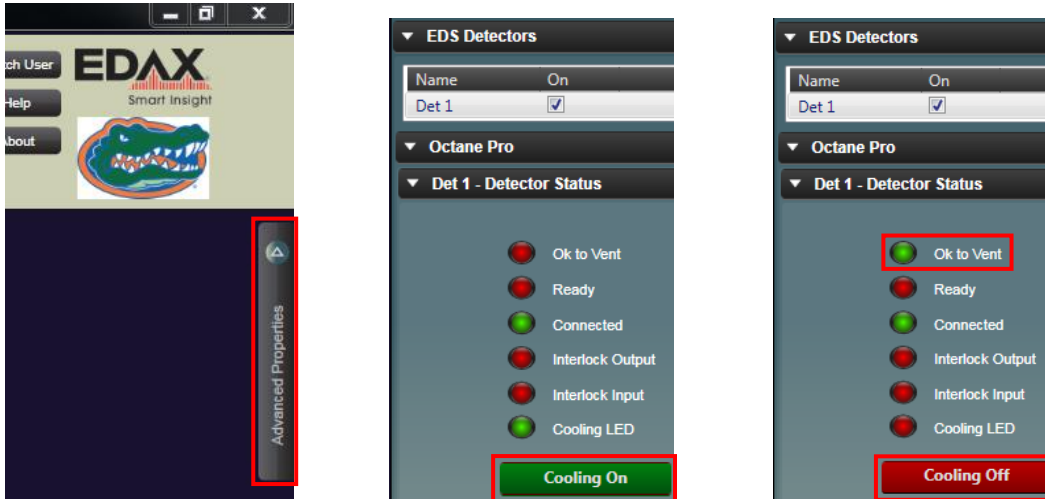 x
tch User
EDAX
Smart Insight
Help
About
Advanced Properties
EDS Detectors
Name On
Det 1
Octane Pro
Det 1 - Detector Status
Ok to Vent
Ready
Connected
Interlock Output
Interlock Input
Cooling LED
Cooling On
EDS Detectors
Name On
Det 1
Octane Pro
Det 1 - Detector Status
Ok to Vent
Ready
Connected
Interlock Output
Interlock Input
Cooling LED
Cooling Off